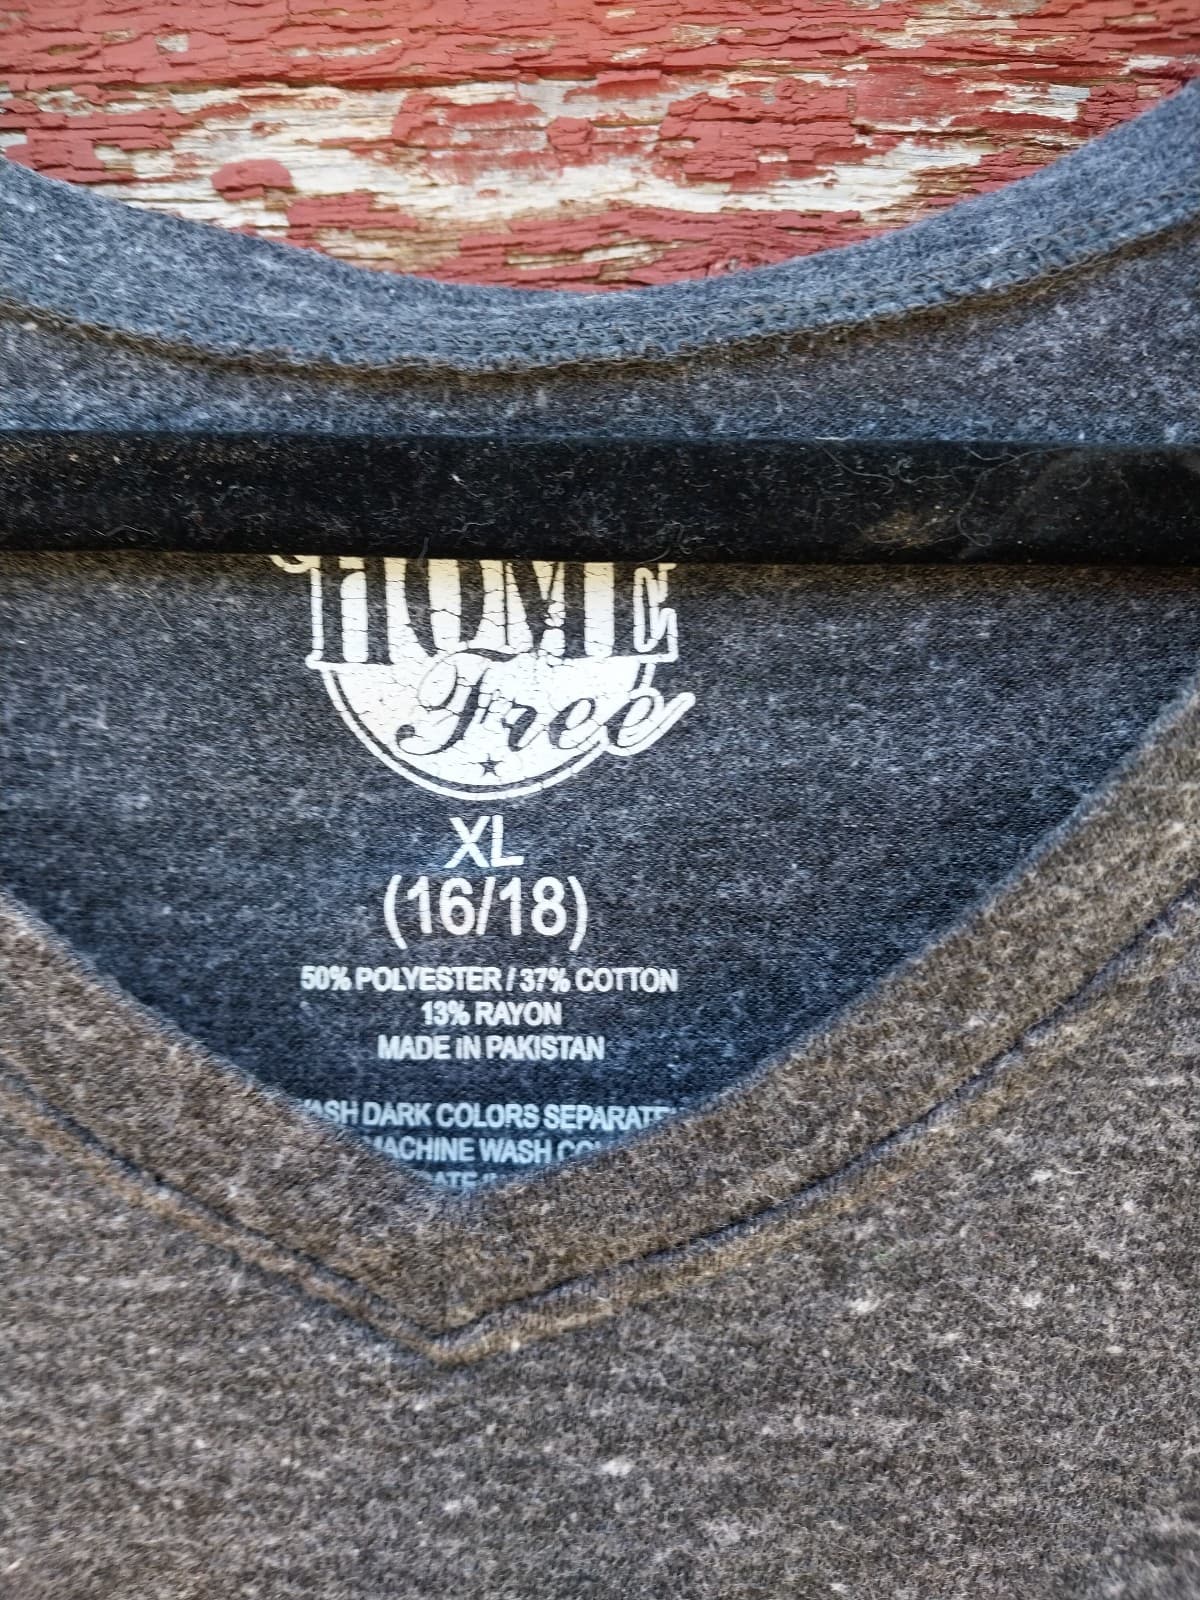 HOME
Free
XL
(16/18)
50% POLYESTER / 37% COTTON
13% RAYON
MADE iN PAKISTAN
DARK COLORS
MACHINE WASH